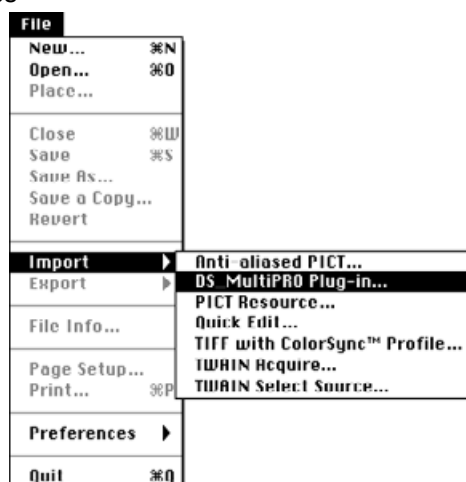 File
New... ⌘N
Open... ⌘O
Place...
Close ⌘W
Save ⌘S
Save As...
Save a Copy...
Revert
Import
Export
File Info...
Page Setup...
Print... ⌘P
Preferences
Quit ⌘Q
Anti-aliased PICT...
DS_MultiPRO Plug-in...
PICT Resource...
Quick Edit...
TIFF with ColorSync™ Profile...
TWAIN Acquire...
TWAIN Select Source...